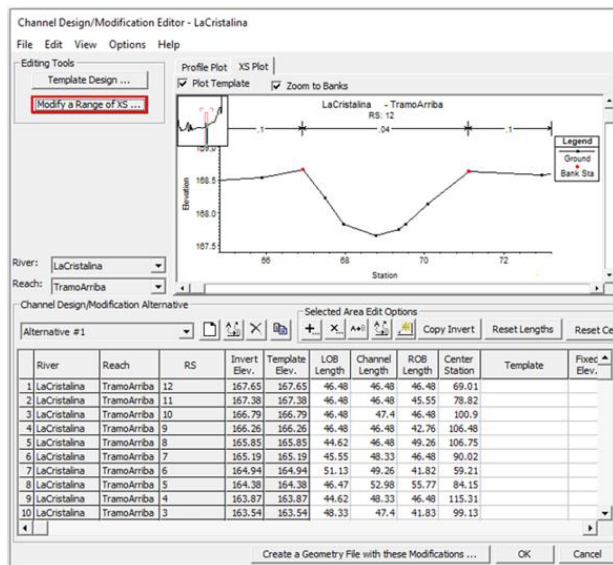 Channel Design/Modification Editor - LaCristalina
File Edit View Options Help
Editing Tools
Template Design ...
Modify a Range of XS ...
Profile Plot XS Plot
Plot Template Zoom to Banks
LaCristalina - TramoArriba
RS: 12
.1 .04 .1
Legend
Ground
Bank Sta
Elevation
169.0
168.5
168.0
167.5
66 68 70 72
Station
River: LaCristalina
Reach: TramoArriba
Channel Design/Modification Alternative
Selected Area Edit Options
Alternative #1 Copy Invert Reset Lengths Reset Ce
River Reach RS Invert Elev. Template Elev. LOB Length Channel Length ROB Length Center Station Template Fixed Elev.
1 LaCristalina TramoArriba 12 167.65 167.65 46.48 46.48 46.48 69.01
2 LaCristalina TramoArriba 11 167.38 167.38 46.48 46.48 45.55 78.82
3 LaCristalina TramoArriba 10 166.79 166.79 46.48 47.4 46.48 100.9
4 LaCristalina TramoArriba 9 166.26 166.26 46.48 46.48 42.76 106.48
5 LaCristalina TramoArriba 8 165.85 165.85 44.62 46.48 49.26 106.75
6 LaCristalina TramoArriba 7 165.19 165.19 45.55 48.33 46.48 90.02
7 LaCristalina TramoArriba 6 164.94 164.94 51.13 49.26 41.82 59.21
8 LaCristalina TramoArriba 5 164.38 164.38 46.47 52.98 55.77 84.15
9 LaCristalina TramoArriba 4 163.87 163.87 44.62 48.33 46.48 115.31
10 LaCristalina TramoArriba 3 163.54 163.54 48.33 47.4 41.83 99.13
Create a Geometry File with these Modifications ... OK Cancel